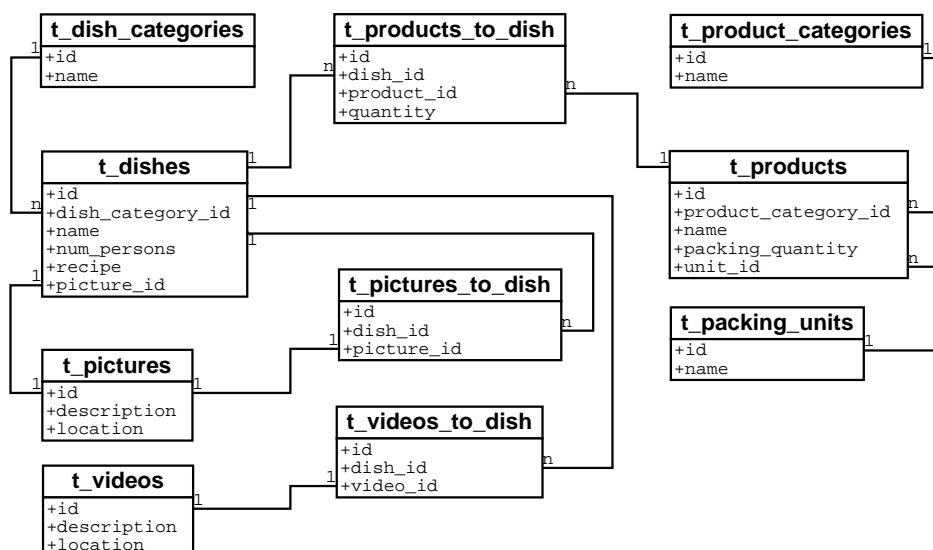 t_dish_categories
+id
+name
1
t_products_to_dish
+id
+dish_id
+product_id
+quantity
n
n
t_product_categories
+id
+name
1
t_dishes
+id
+dish_category_id
+name
+num_persons
+recipe
+picture_id
1
n
1
1
1
t_products
+id
+product_category_id
+name
+packing_quantity
+unit_id
1
n
n
t_pictures_to_dish
+id
+dish_id
+picture_id
n
1
t_packing_units
+id
+name
1
t_pictures
+id
+description
+location
1
1
t_videos_to_dish
+id
+dish_id
+video_id
n
1
t_videos
+id
+description
+location
1